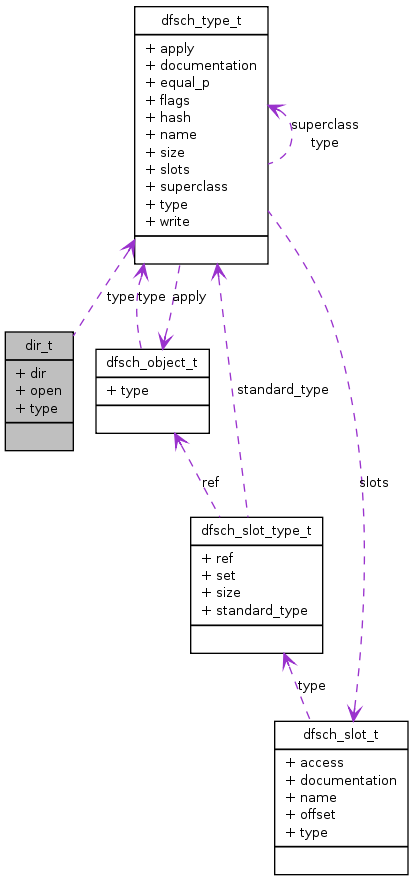 dfsch_type_t
+ apply
+ documentation
+ equal_p
+ flags
+ hash
+ name
+ size
+ slots
+ superclass
+ type
+ write
superclass
type
type
type
apply
dir_t
+ dir
+ open
+ type
dfsch_object_t
+ type
standard_type
ref
slots
dfsch_slot_type_t
+ ref
+ set
+ size
+ standard_type
type
dfsch_slot_t
+ access
+ documentation
+ name
+ offset
+ type